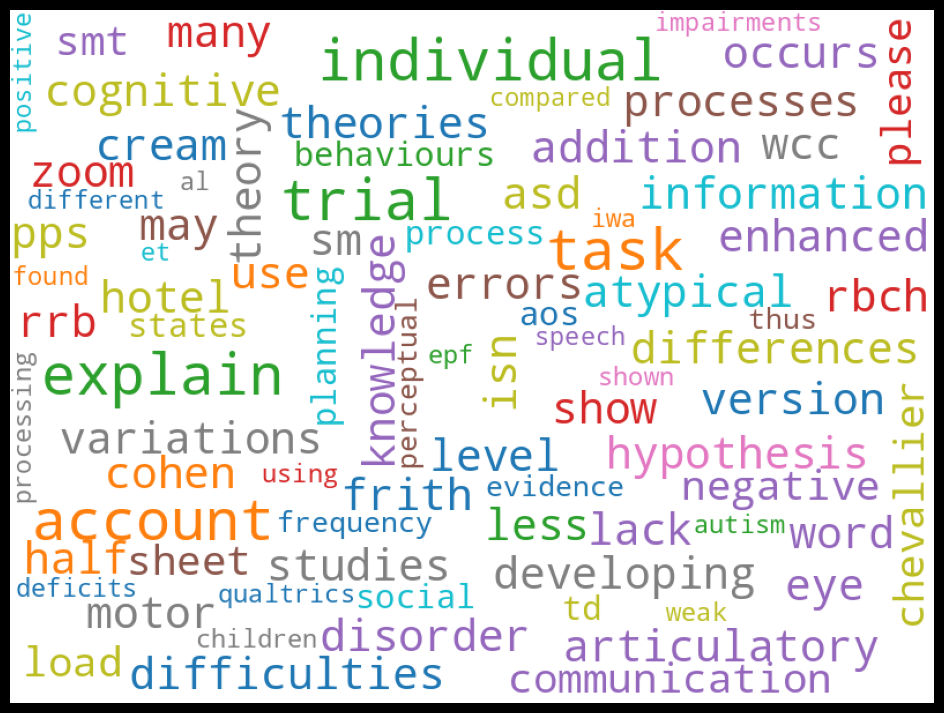 positive
smt
many
individual
impairments
occurs
please
cognitive
compared
processes
theory
theories
cream
behaviours
addition
wcc
zoom
al
trial
asd
information
different
may
iwa
pps
et
sm
process
task
enhanced
found
use
knowledge
errors
atypical
rbch
hotel
planning
rrb
states
perceptual
aos
thus
speech
epf
isn
differences
explain
shown
processing
show
version
chevallier
variations
level
hypothesis
cohen
using
frith
evidence
negative
account
frequency
less
lack
autism
word
half
sheet
studies
developing
eye
deficits
motor
qualtrics
social
td
weak
children
disorder
articulatory
load
difficulties
communication